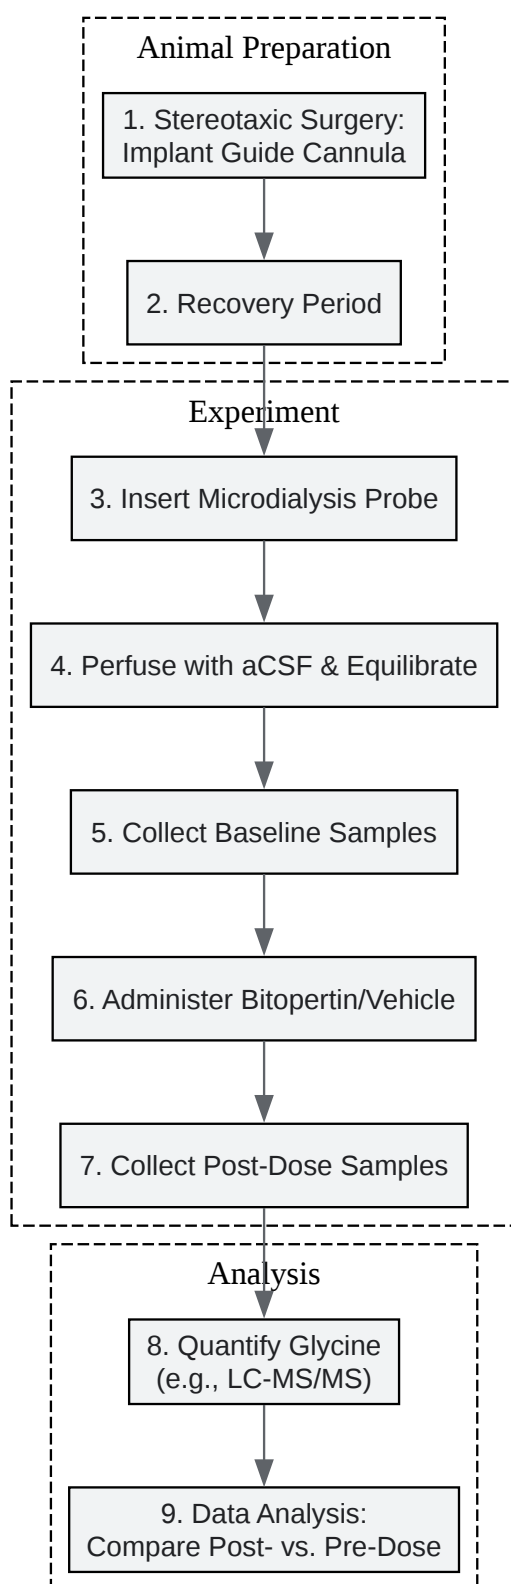 Animal Preparation
1. Stereotaxic Surgery:
Implant Guide Cannula
2. Recovery Period
Experiment
3. Insert Microdialysis Probe
4. Perfuse with aCSF & Equilibrate
5. Collect Baseline Samples
6. Administer Bitopertin/Vehicle
7. Collect Post-Dose Samples
Analysis
8. Quantify Glycine
(e.g., LC-MS/MS)
9. Data Analysis:
Compare Post- vs. Pre-Dose